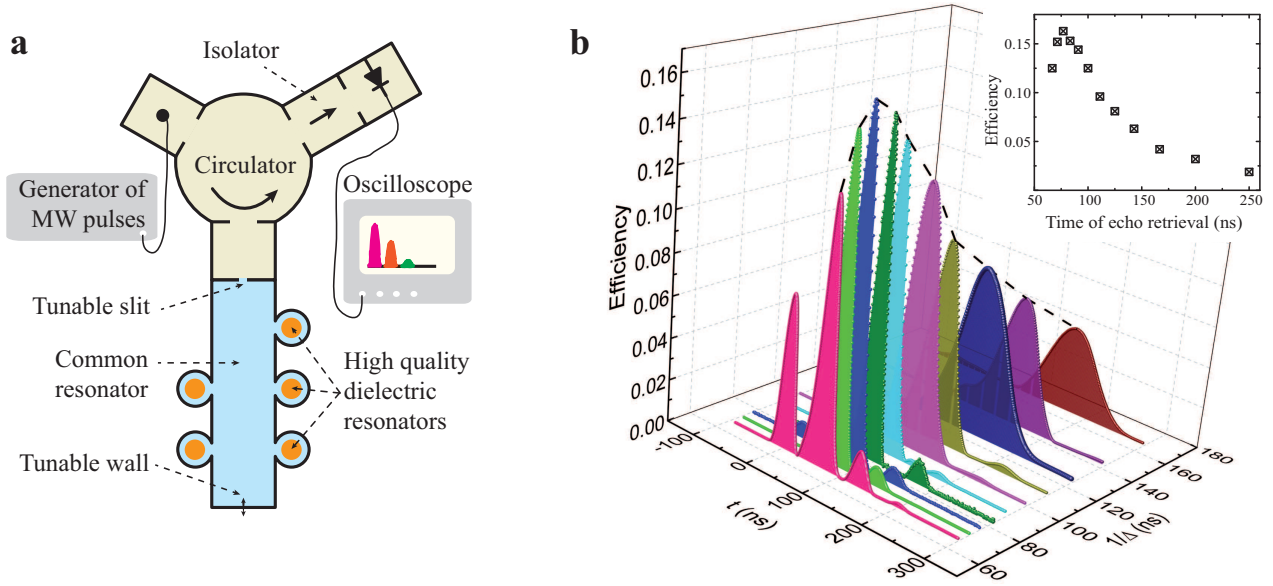 a
Isolator
Circulator
Generator of
MW pulses
Oscilloscope
Tunable slit
Common
resonator
High quality
dielectric
resonators
Tunable wall
b
Efficiency
0.16
0.14
0.12
0.10
0.08
0.06
0.04
0.02
0.00
-100
0
100
200
300
t (ns)
60
80
100
120
140
160
180
1/Δ (ns)
Efficiency
0.15
0.10
0.05
50
100
150
200
250
Time of echo retrieval (ns)